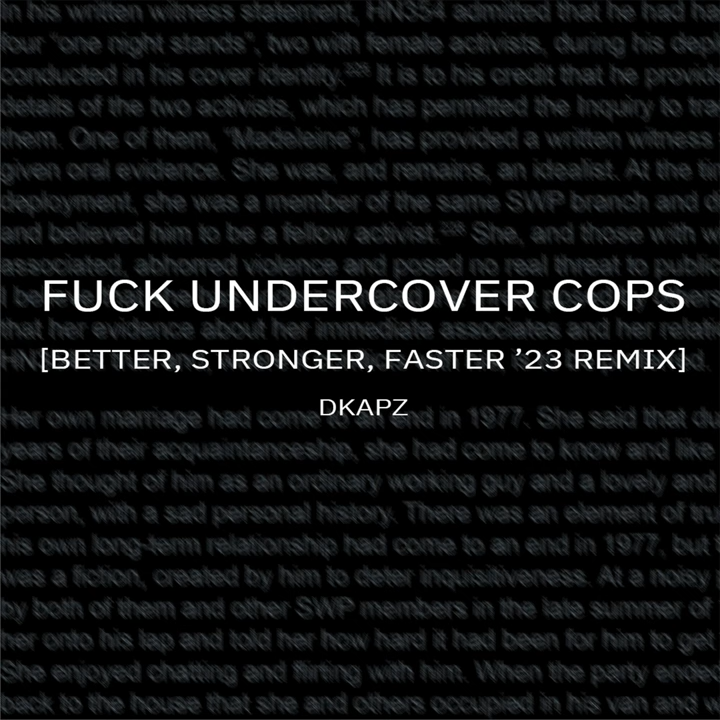 in his written witness statement, HN354 admitted that he had he
our "one night stands", two with female activists, during his dep
conducted in his cover identity.²²⁵ It is to his credit that he provid
details of the two activists, which has permitted the Inquiry to tra
hem. One of them, "Madeleine", has provided a written witness
given oral evidence. She was, and remains, an idealist. At the ti
deployment, she was a member of the same SWP branch and
and believed him to be a fellow activist.²²⁶ She, and those with w
associated, abhorred violence and posed no real threat to publi
FUCK UNDERCOVER COPS
that her evidence about her immediate associates and her relat
[BETTER, STRONGER, FASTER ’23 REMIX]
DKAPZ
Her own marriage had come end in 1977. She said that du
years of their acquaintanceship, she had come to know and like
She thought of him as an ordinary working guy and a lovely and
person, with a sad personal history. There was an element of tru
his own long-term relationship had come to an end in 1977, but
was a fiction, created by him to deter inquisitiveness. At a noisy
by both of them and other SWP members in the late summer of
her onto his lap and told her how hard it had been for him to get
She enjoyed chatting and flirting with him. When the party ende
back to the house that she and others occupied in his van and w